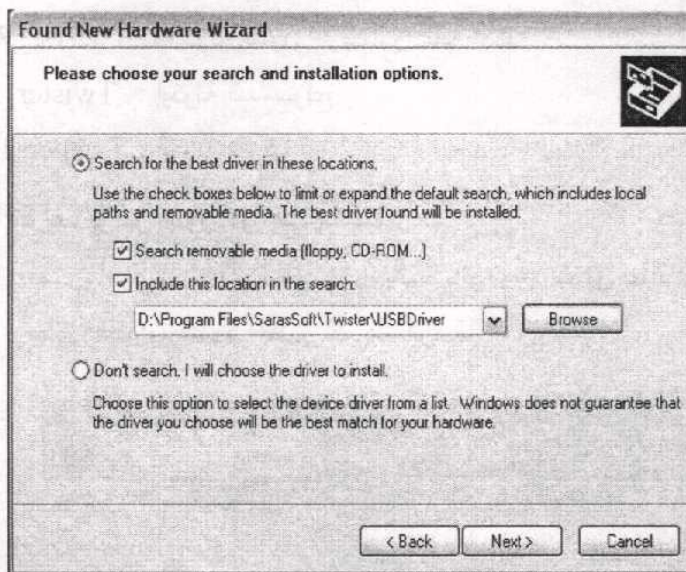 Found New Hardware Wizard
Please choose your search and installation options.
Search for the best driver in these locations.
Use the check boxes below to limit or expand the default search, which includes local
paths and removable media. The best driver found will be installed.
Search removable media (floppy, CD-ROM...)
Include this location in the search:
D:\Program Files\SarasSoft\Twister\USBDriver
Browse
Don't search. I will choose the driver to install.
Choose this option to select the device driver from a list. Windows does not guarantee that
the driver you choose will be the best match for your hardware.
< Back Next > Cancel